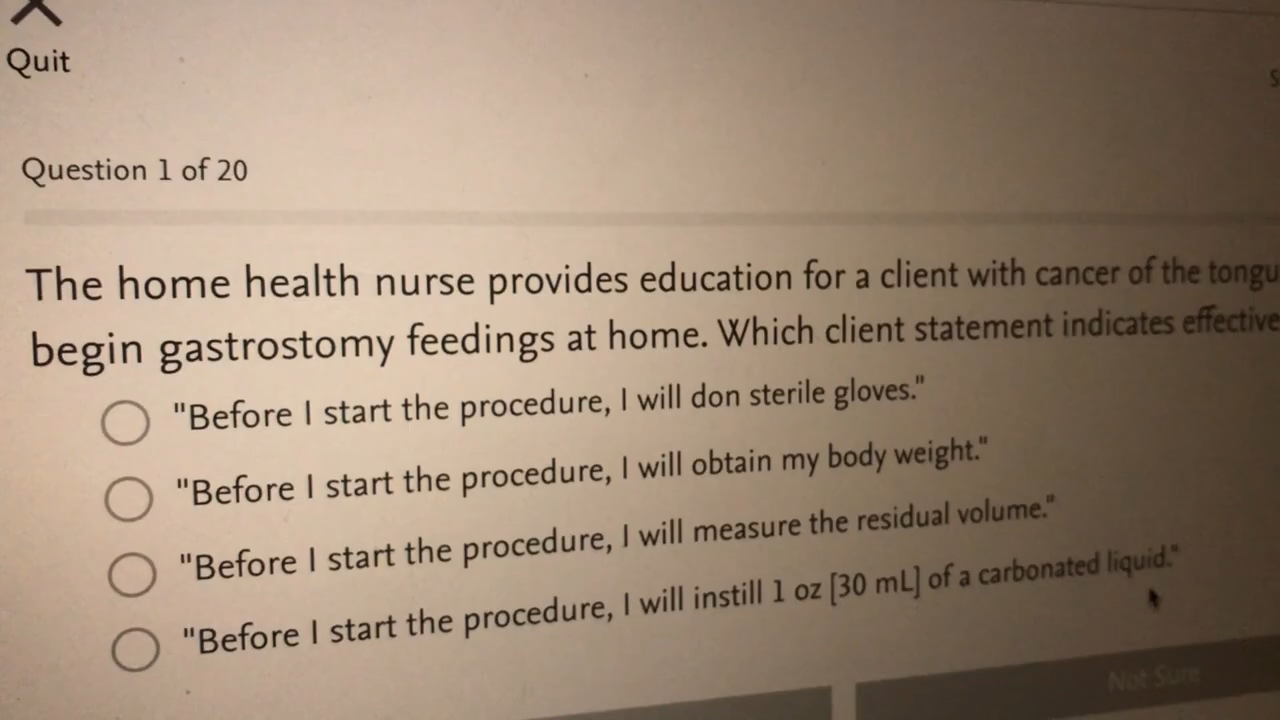 Quit
Question 1 of 20
The home health nurse provides education for a client with cancer of the
begin gastrostomy feedings at home. Which client statement indicates
"Before I start the procedure, I will don sterile gloves."
"Before I start the procedure, I will obtain my body weight."
"Before I start the procedure, I will measure the residual volume."
"Before I start the procedure, I will instill 1 oz [30 mL] of a carbonated liquid."
Not Sure